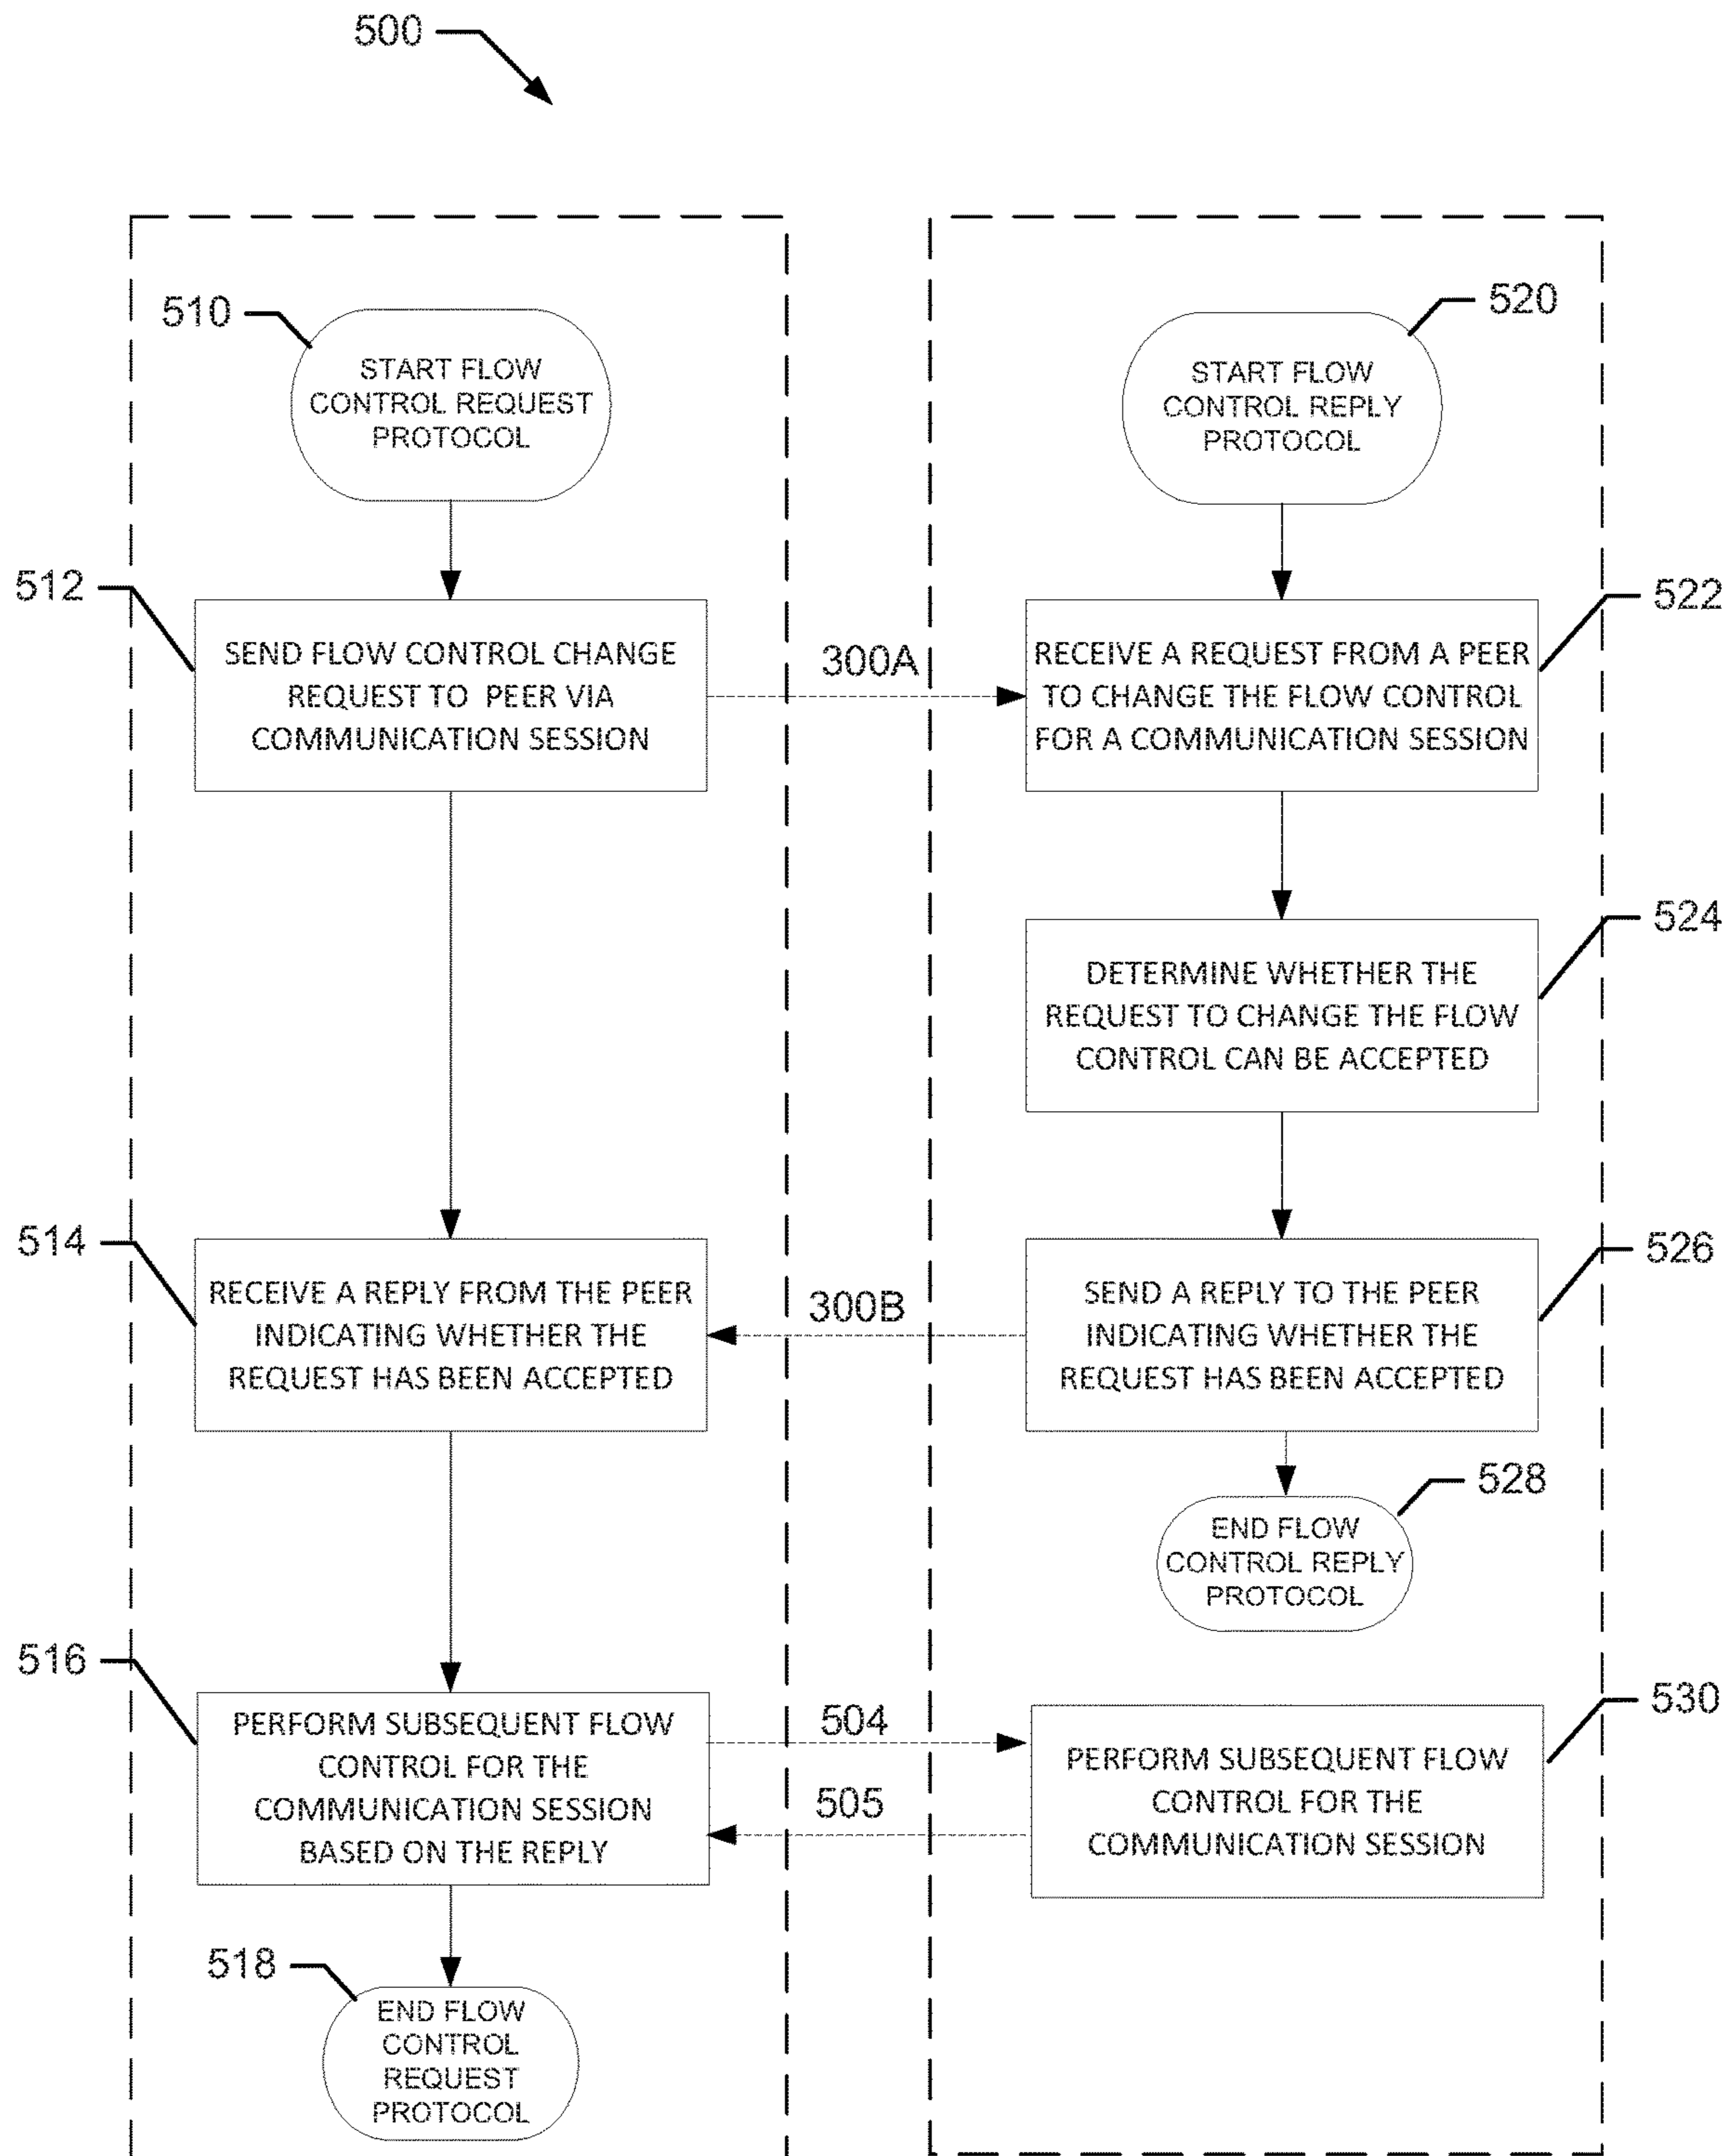 500
510
START FLOW
CONTROL REQUEST
PROTOCOL
520
START FLOW
CONTROL REPLY
PROTOCOL
512
SEND FLOW CONTROL CHANGE
REQUEST TO PEER VIA
COMMUNICATION SESSION
300A
522
RECEIVE A REQUEST FROM A PEER
TO CHANGE THE FLOW CONTROL
FOR A COMMUNICATION SESSION
524
DETERMINE WHETHER THE
REQUEST TO CHANGE THE FLOW
CONTROL CAN BE ACCEPTED
514
RECEIVE A REPLY FROM THE PEER
INDICATING WHETHER THE
REQUEST HAS BEEN ACCEPTED
300B
526
SEND A REPLY TO THE PEER
INDICATING WHETHER THE
REQUEST HAS BEEN ACCEPTED
528
END FLOW
CONTROL REPLY
PROTOCOL
516
PERFORM SUBSEQUENT FLOW
CONTROL FOR THE
COMMUNICATION SESSION
BASED ON THE REPLY
504
505
530
PERFORM SUBSEQUENT FLOW
CONTROL FOR THE
COMMUNICATION SESSION
518
END FLOW
CONTROL
REQUEST
PROTOCOL